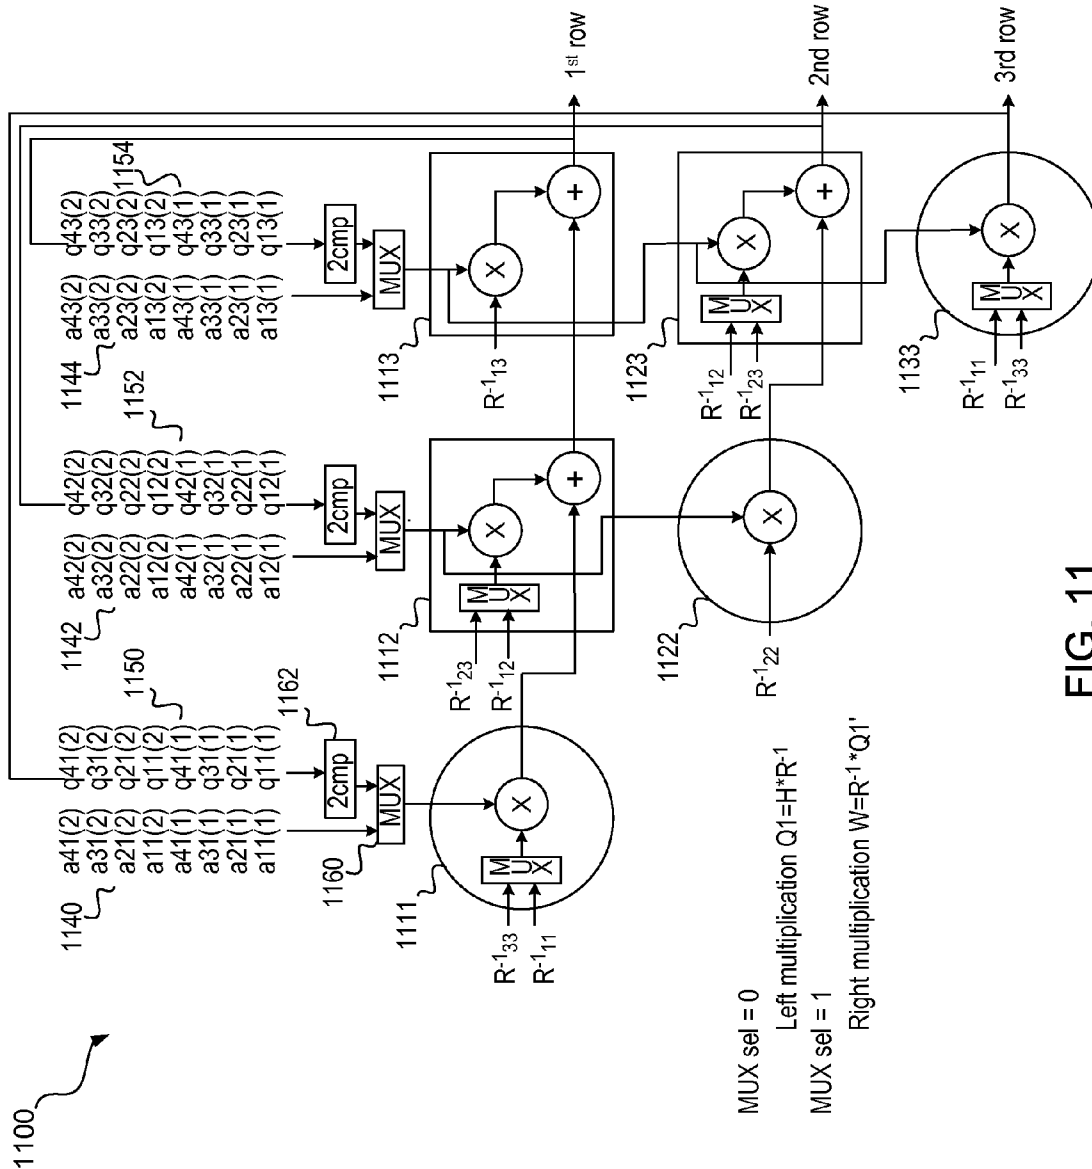 1100
1140
a41(2)
a31(2)
a21(2)
a11(2)
a41(1)
a31(1)
a21(1)
a11(1)
q41(2)
q31(2)
q21(2)
q11(2)
q41(1)
q31(1)
q21(1)
q11(1)
1150
1142
a42(2)
a32(2)
a22(2)
a12(2)
a42(1)
a32(1)
a22(1)
a12(1)
q42(2)
q32(2)
q22(2)
q12(2)
q42(1)
q32(1)
q22(1)
q12(1)
1152
1144
a43(2)
a33(2)
a23(2)
a13(2)
a43(1)
a33(1)
a23(1)
a13(1)
q43(2)
q33(2)
q23(2)
q13(2)
q43(1)
q33(1)
q23(1)
q13(1)
1154
1160
MUX
2cmp
1162
MUX
2cmp
MUX
2cmp
1111
R⁻¹₃₃
R⁻¹₁₁
MUX
X
1112
R⁻¹₂₃
R⁻¹₁₂
MUX
X
+
1113
R⁻¹₁₃
X
+
1st row
1122
R⁻¹₂₂
X
1123
R⁻¹₁₂
R⁻¹₂₃
MUX
X
+
2nd row
1133
R⁻¹₁₁
R⁻¹₃₃
MUX
X
3rd row
MUX sel = 0
Left multiplication Q1=H*R⁻¹
MUX sel = 1
Right multiplication W=R⁻¹*Q1'
FIG. 11